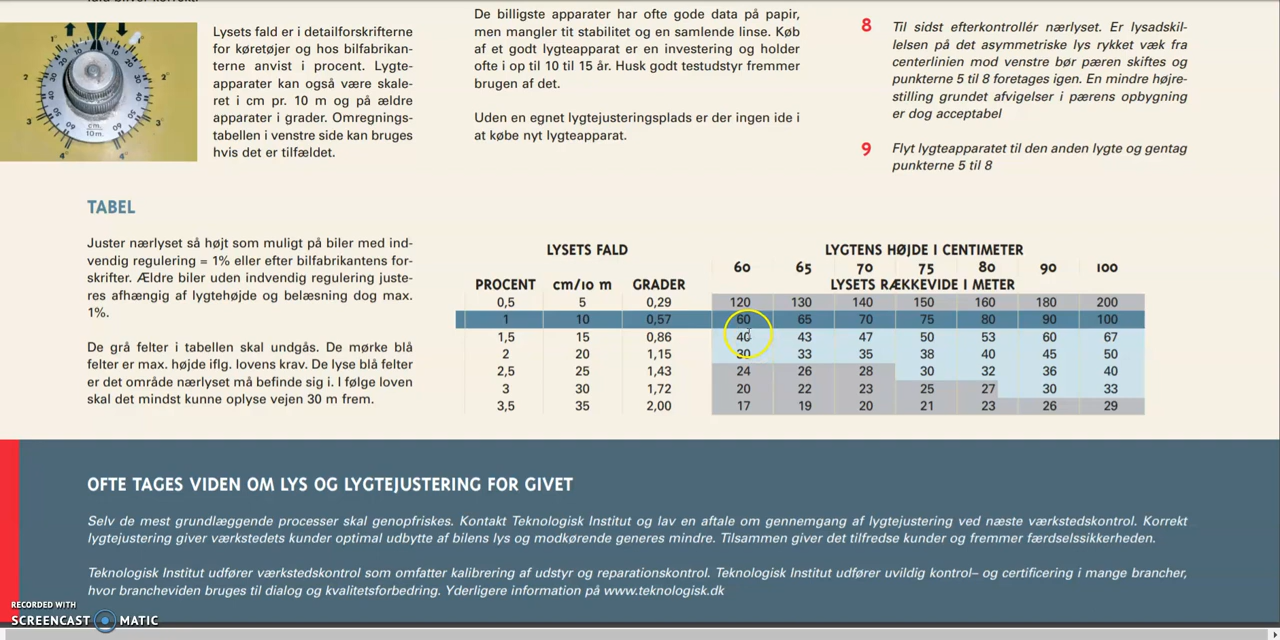 Lysets fald er i detailforskrifterne
for køretøjer og hos bilfabrikan-
terne anvist i procent. Lygte-
apparater kan også være skale-
ret i cm pr. 10 m og på ældre
apparater i grader. Omregnings-
tabellen i venstre side kan bruges
hvis det er tilfældet.
TABEL
Juster nærlyset så højt som muligt på biler med ind-
vendig regulering = 1% eller efter bilfabrikantens for-
skrifter. Ældre biler uden indvendig regulering juste-
res afhængig af lygtehøjde og belæsning dog max.
1%.
De grå felter i tabellen skal undgås. De mørke blå
felter er max. højde iflg. lovens krav. De lyse blå felter
er det område nærlyset må befinde sig i. I følge loven
skal det mindst kunne oplyse vejen 30 m frem.
De billigste apparater har ofte gode data på papir,
men mangler tit stabilitet og en samlende linse. Køb
af et godt lygteapparat er en investering og holder
ofte i op til 10 til 15 år. Husk godt testudstyr fremmer
brugen af det.
Uden en egnet lygtejusteringsplads er der ingen ide i
at købe nyt lygteapparat.
8 Til sidst efterkontrollér nærlyset. Er lysadskil-
lelsen på det asymmetriske lys rykket væk fra
centerlinien mod venstre bør pæren skiftes og
punkterne 5 til 8 foretages igen. En mindre højre-
stilling grundet afvigelser i pærens opbygning
er dog acceptabel
9 Flyt lygteapparatet til den anden lygte og gentag
punkterne 5 til 8
LYSETS FALD LYGTENS HØJDE I CENTIMETER
60 65 70 75 80 90 100
PROCENT cm/10 m GRADER LYSETS RÆKKEVIDE I METER
0,5 5 0,29 120 130 140 150 160 180 200
1 10 0,57 60 65 70 75 80 90 100
1,5 15 0,86 40 43 47 50 53 60 67
2 20 1,15 30 33 35 38 40 45 50
2,5 25 1,43 24 26 28 30 32 36 40
3 30 1,72 20 22 23 25 27 30 33
3,5 35 2,00 17 19 20 21 23 26 29
OFTE TAGES VIDEN OM LYS OG LYGTEJUSTERING FOR GIVET
Selv de mest grundlæggende processer skal genopfriskes. Kontakt Teknologisk Institut og lav en aftale om gennemgang af lygtejustering ved næste værkstedskontrol. Korrekt
lygtejustering giver værkstedets kunder optimal udbytte af bilens lys og modkørende generes mindre. Tilsammen giver det tilfredse kunder og fremmer færdselssikkerheden.
Teknologisk Institut udfører værkstedskontrol som omfatter kalibrering af udstyr og reparationskontrol. Teknologisk Institut udfører uvildig kontrol– og certificering i mange brancher,
hvor brancheviden bruges til dialog og kvalitetsforbedring. Yderligere information på www.teknologisk.dk
RECORDED WITH
SCREENCAST MATIC